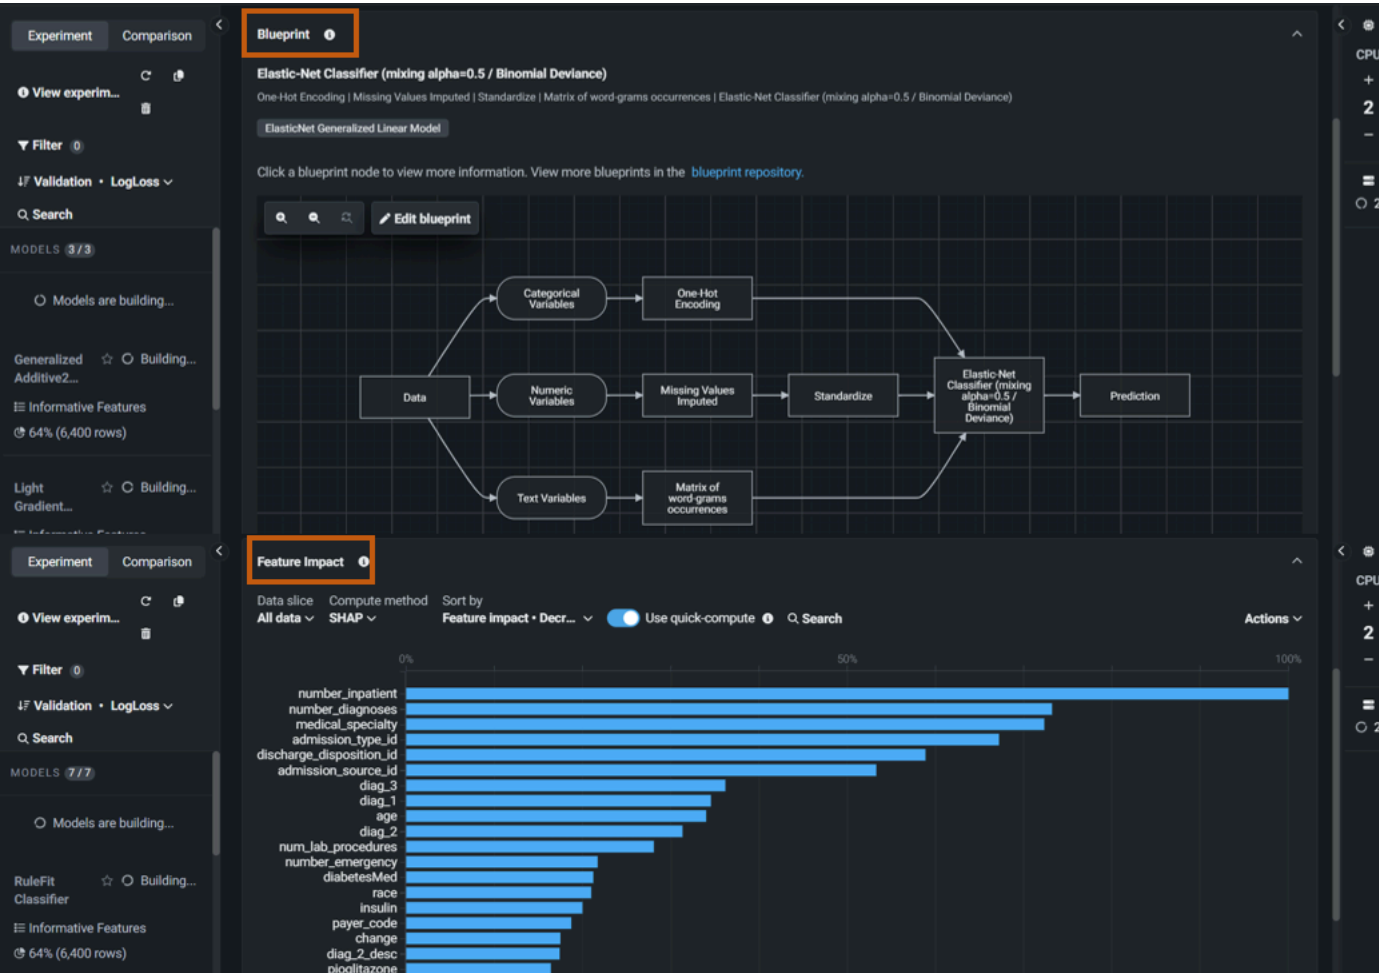 Experiment Comparison
View experim...
Filter 0
Validation • LogLoss
Search
MODELS 3/3
Models are building...
Generalized Additive2...
Building...
Informative Features
64% (6,400 rows)
Light Gradient...
Building...
Blueprint
Elastic-Net Classifier (mixing alpha=0.5 / Binomial Deviance)
One-Hot Encoding | Missing Values Imputed | Standardize | Matrix of word-grams occurrences | Elastic-Net Classifier (mixing alpha=0.5 / Binomial Deviance)
ElasticNet Generalized Linear Model
Click a blueprint node to view more information. View more blueprints in the blueprint repository.
Edit blueprint
Data
Categorical
Variables
One-Hot
Encoding
Numeric
Variables
Missing Values
Imputed
Standardize
Text Variables
Matrix of
word-grams
occurrences
Elastic-Net
Classifier (mixing
alpha=0.5 /
Binomial
Deviance)
Prediction
CPU
+
2
−
2
Experiment Comparison
View experim...
Filter 0
Validation • LogLoss
Search
MODELS 7/7
Models are building...
RuleFit
Classifier
Building...
Informative Features
64% (6,400 rows)
Feature Impact
Data slice Compute method Sort by
All data SHAP Feature impact • Decr... Use quick-compute Search Actions
0% 50% 100%
number_inpatient
number_diagnoses
medical_specialty
admission_type_id
discharge_disposition_id
admission_source_id
diag_3
diag_1
age
diag_2
num_lab_procedures
number_emergency
diabetesMed
race
insulin
payer_code
change
diag_2_desc
pioglitazone
CPU
+
2
−
2